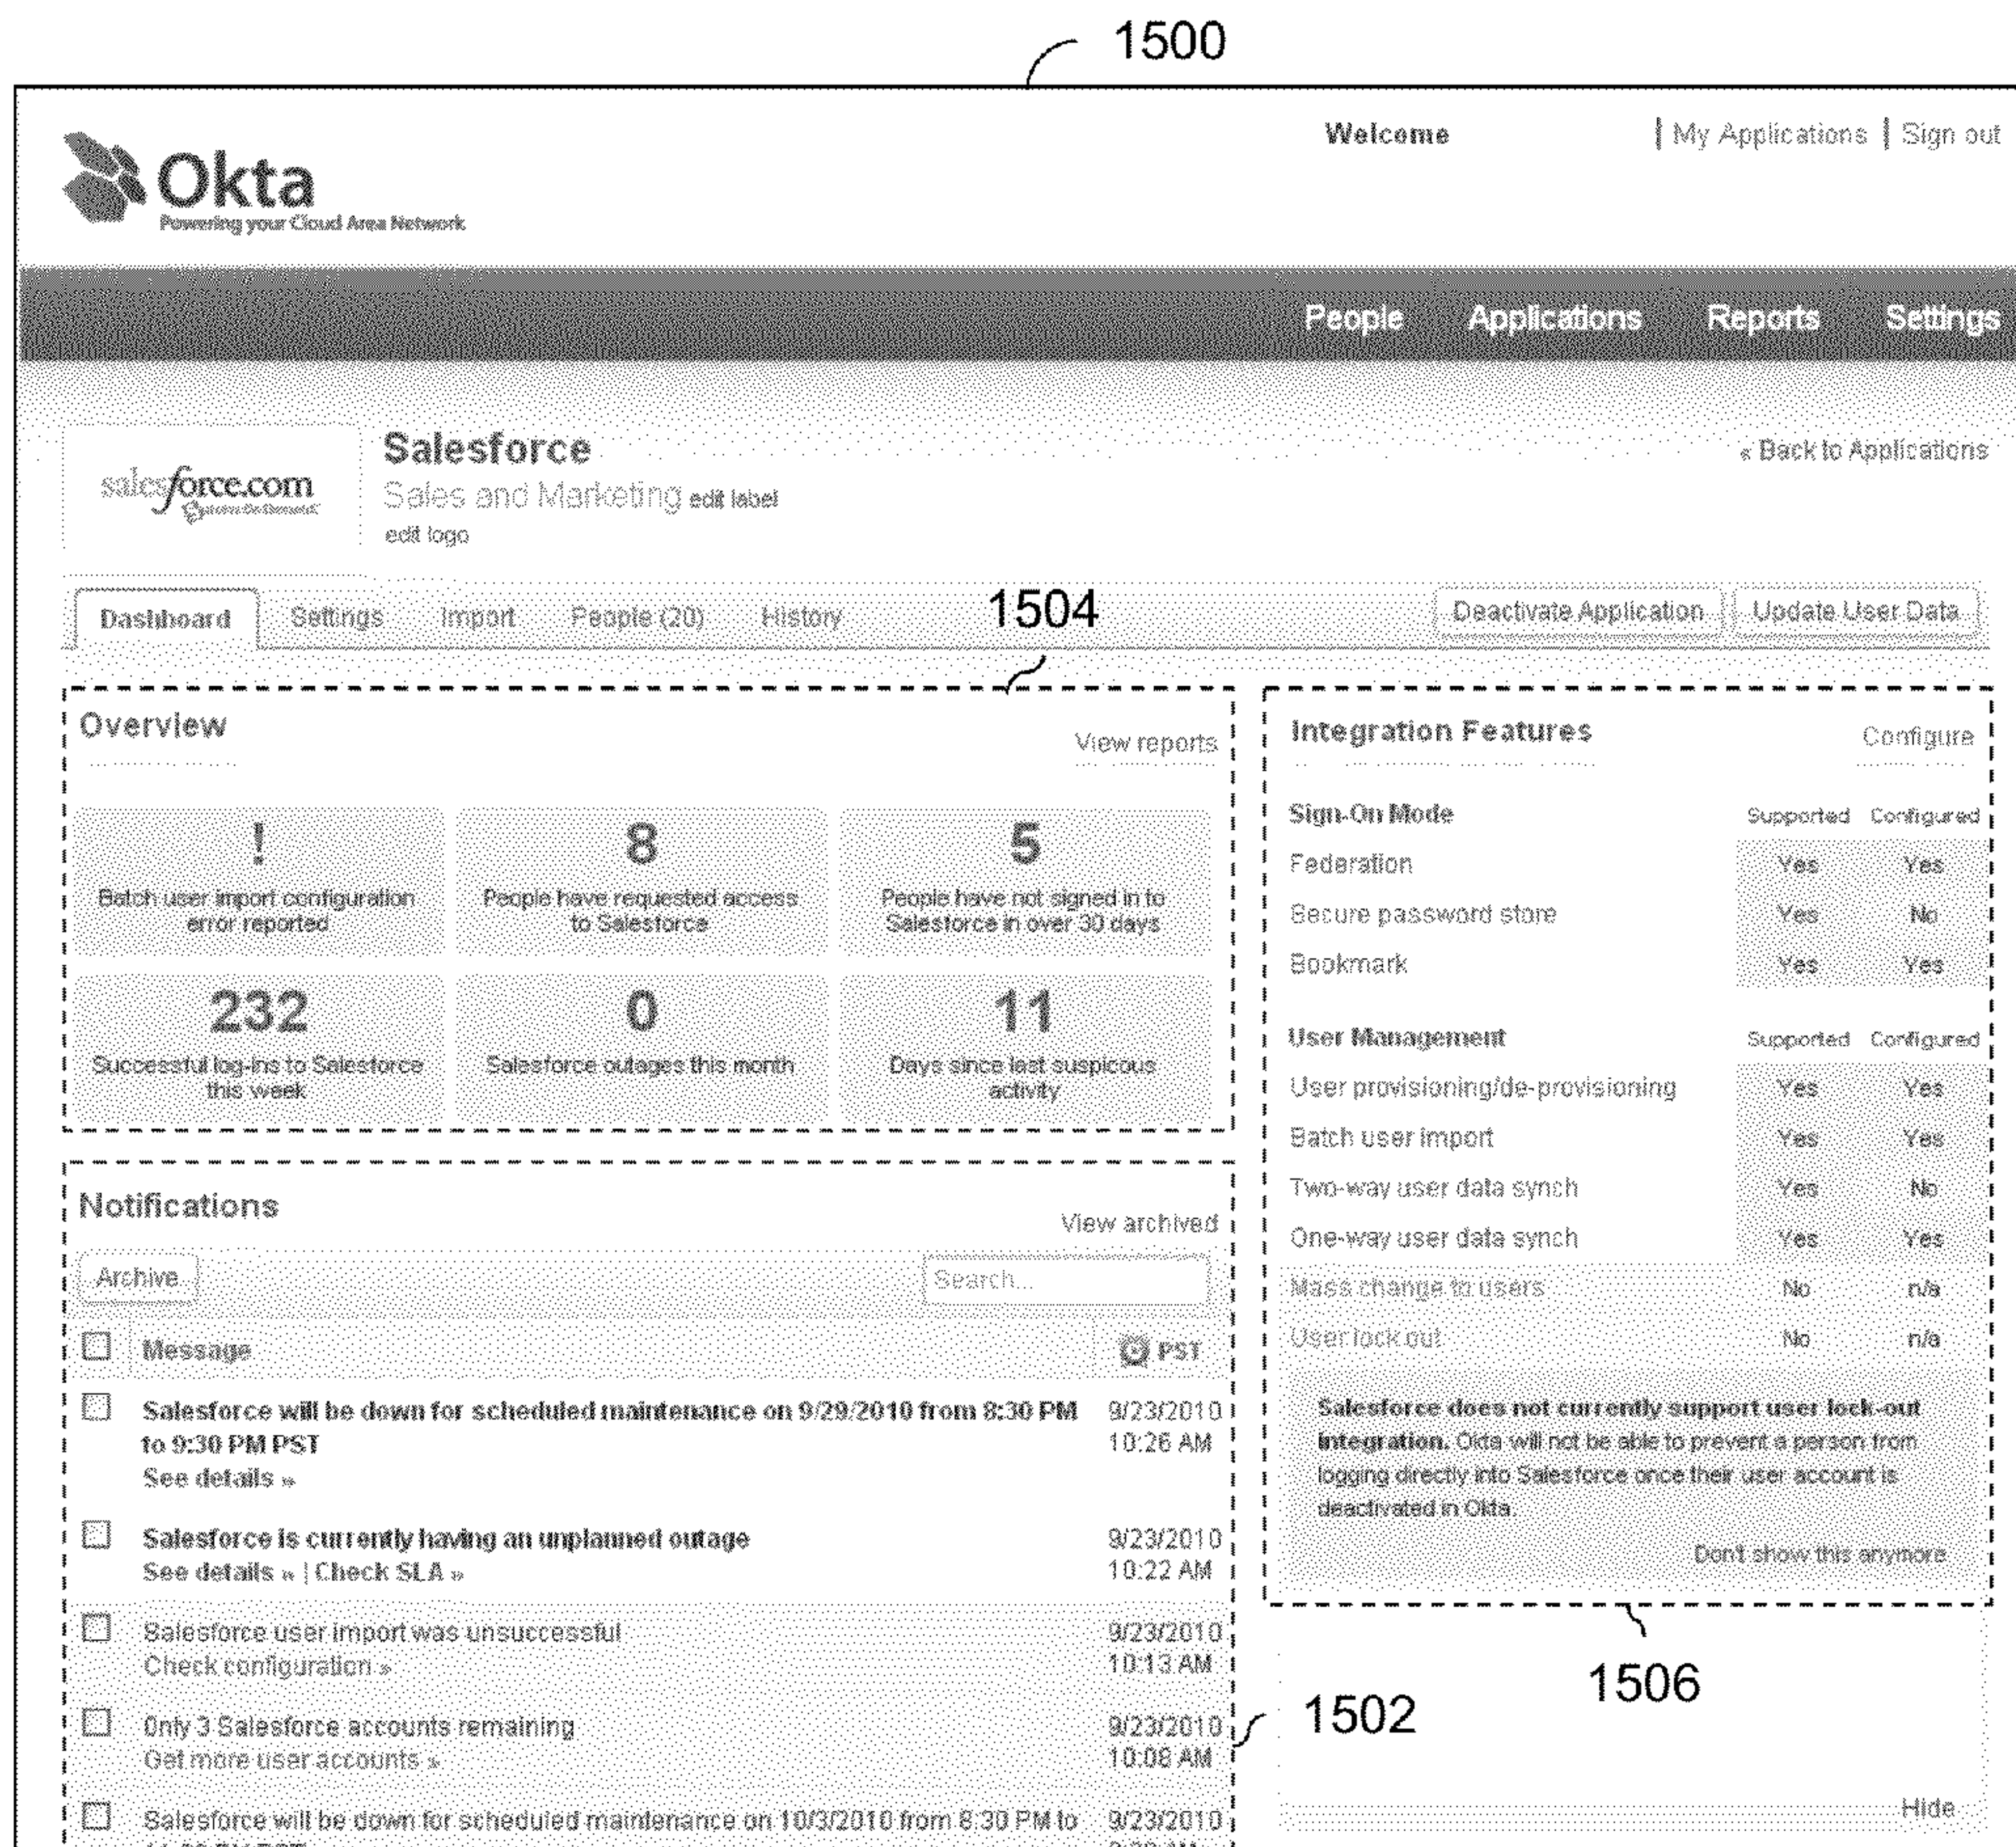 1500
Welcome | My Applications | Sign out
Okta
Powering your Cloud Area Network
People Applications Reports Settings
salesforce.com
Salesforce
Sales and Marketing edit label
edit logo
« Back to Applications
Dashboard Settings Import People (20) History
1504
Deactivate Application Update User Data
Overview
View reports
!
Batch user import configuration
error reported
8
People have requested access
to Salesforce
5
People have not signed in to
Salesforce in over 30 days
232
Successful log-ins to Salesforce
this week
0
Salesforce outages this month
11
Days since last suspicous
activity
Integration Features Configure
Sign-On Mode Supported Configured
Federation Yes Yes
Secure password store Yes No
Bookmark Yes Yes
User Management Supported Configured
User provisioning/de-provisioning Yes Yes
Batch user import Yes Yes
Two-way user data synch Yes No
One-way user data synch Yes Yes
Mass change to users No n/a
User lock out No n/a
Salesforce does not currently support user lock-out
integration. Okta will not be able to prevent a person from
logging directly into Salesforce once their user account is
deactivated in Okta.
Don't show this anymore
1506
Notifications
View archived
Archive Search...
Message PST
Salesforce will be down for scheduled maintenance on 9/29/2010 from 8:30 PM
to 9:30 PM PST
See details »
9/23/2010
10:26 AM
Salesforce is currently having an unplanned outage
See details » | Check SLA »
9/23/2010
10:22 AM
Salesforce user import was unsuccessful
Check configuration »
9/23/2010
10:13 AM
Only 3 Salesforce accounts remaining
Get more user accounts »
9/23/2010
10:08 AM
1502
Salesforce will be down for scheduled maintenance on 10/3/2010 from 8:30 PM to
9/23/2010
Hide